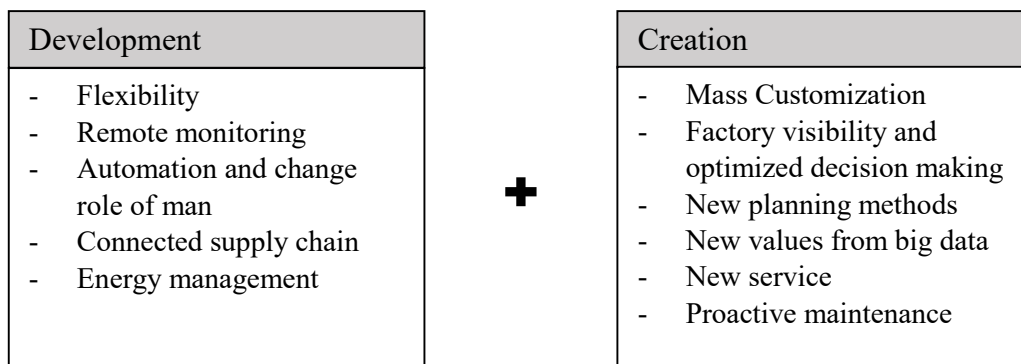 Development
- Flexibility
- Remote monitoring
- Automation and change
role of man
- Connected supply chain
- Energy management
+
Creation
- Mass Customization
- Factory visibility and
optimized decision making
- New planning methods
- New values from big data
- New service
- Proactive maintenance